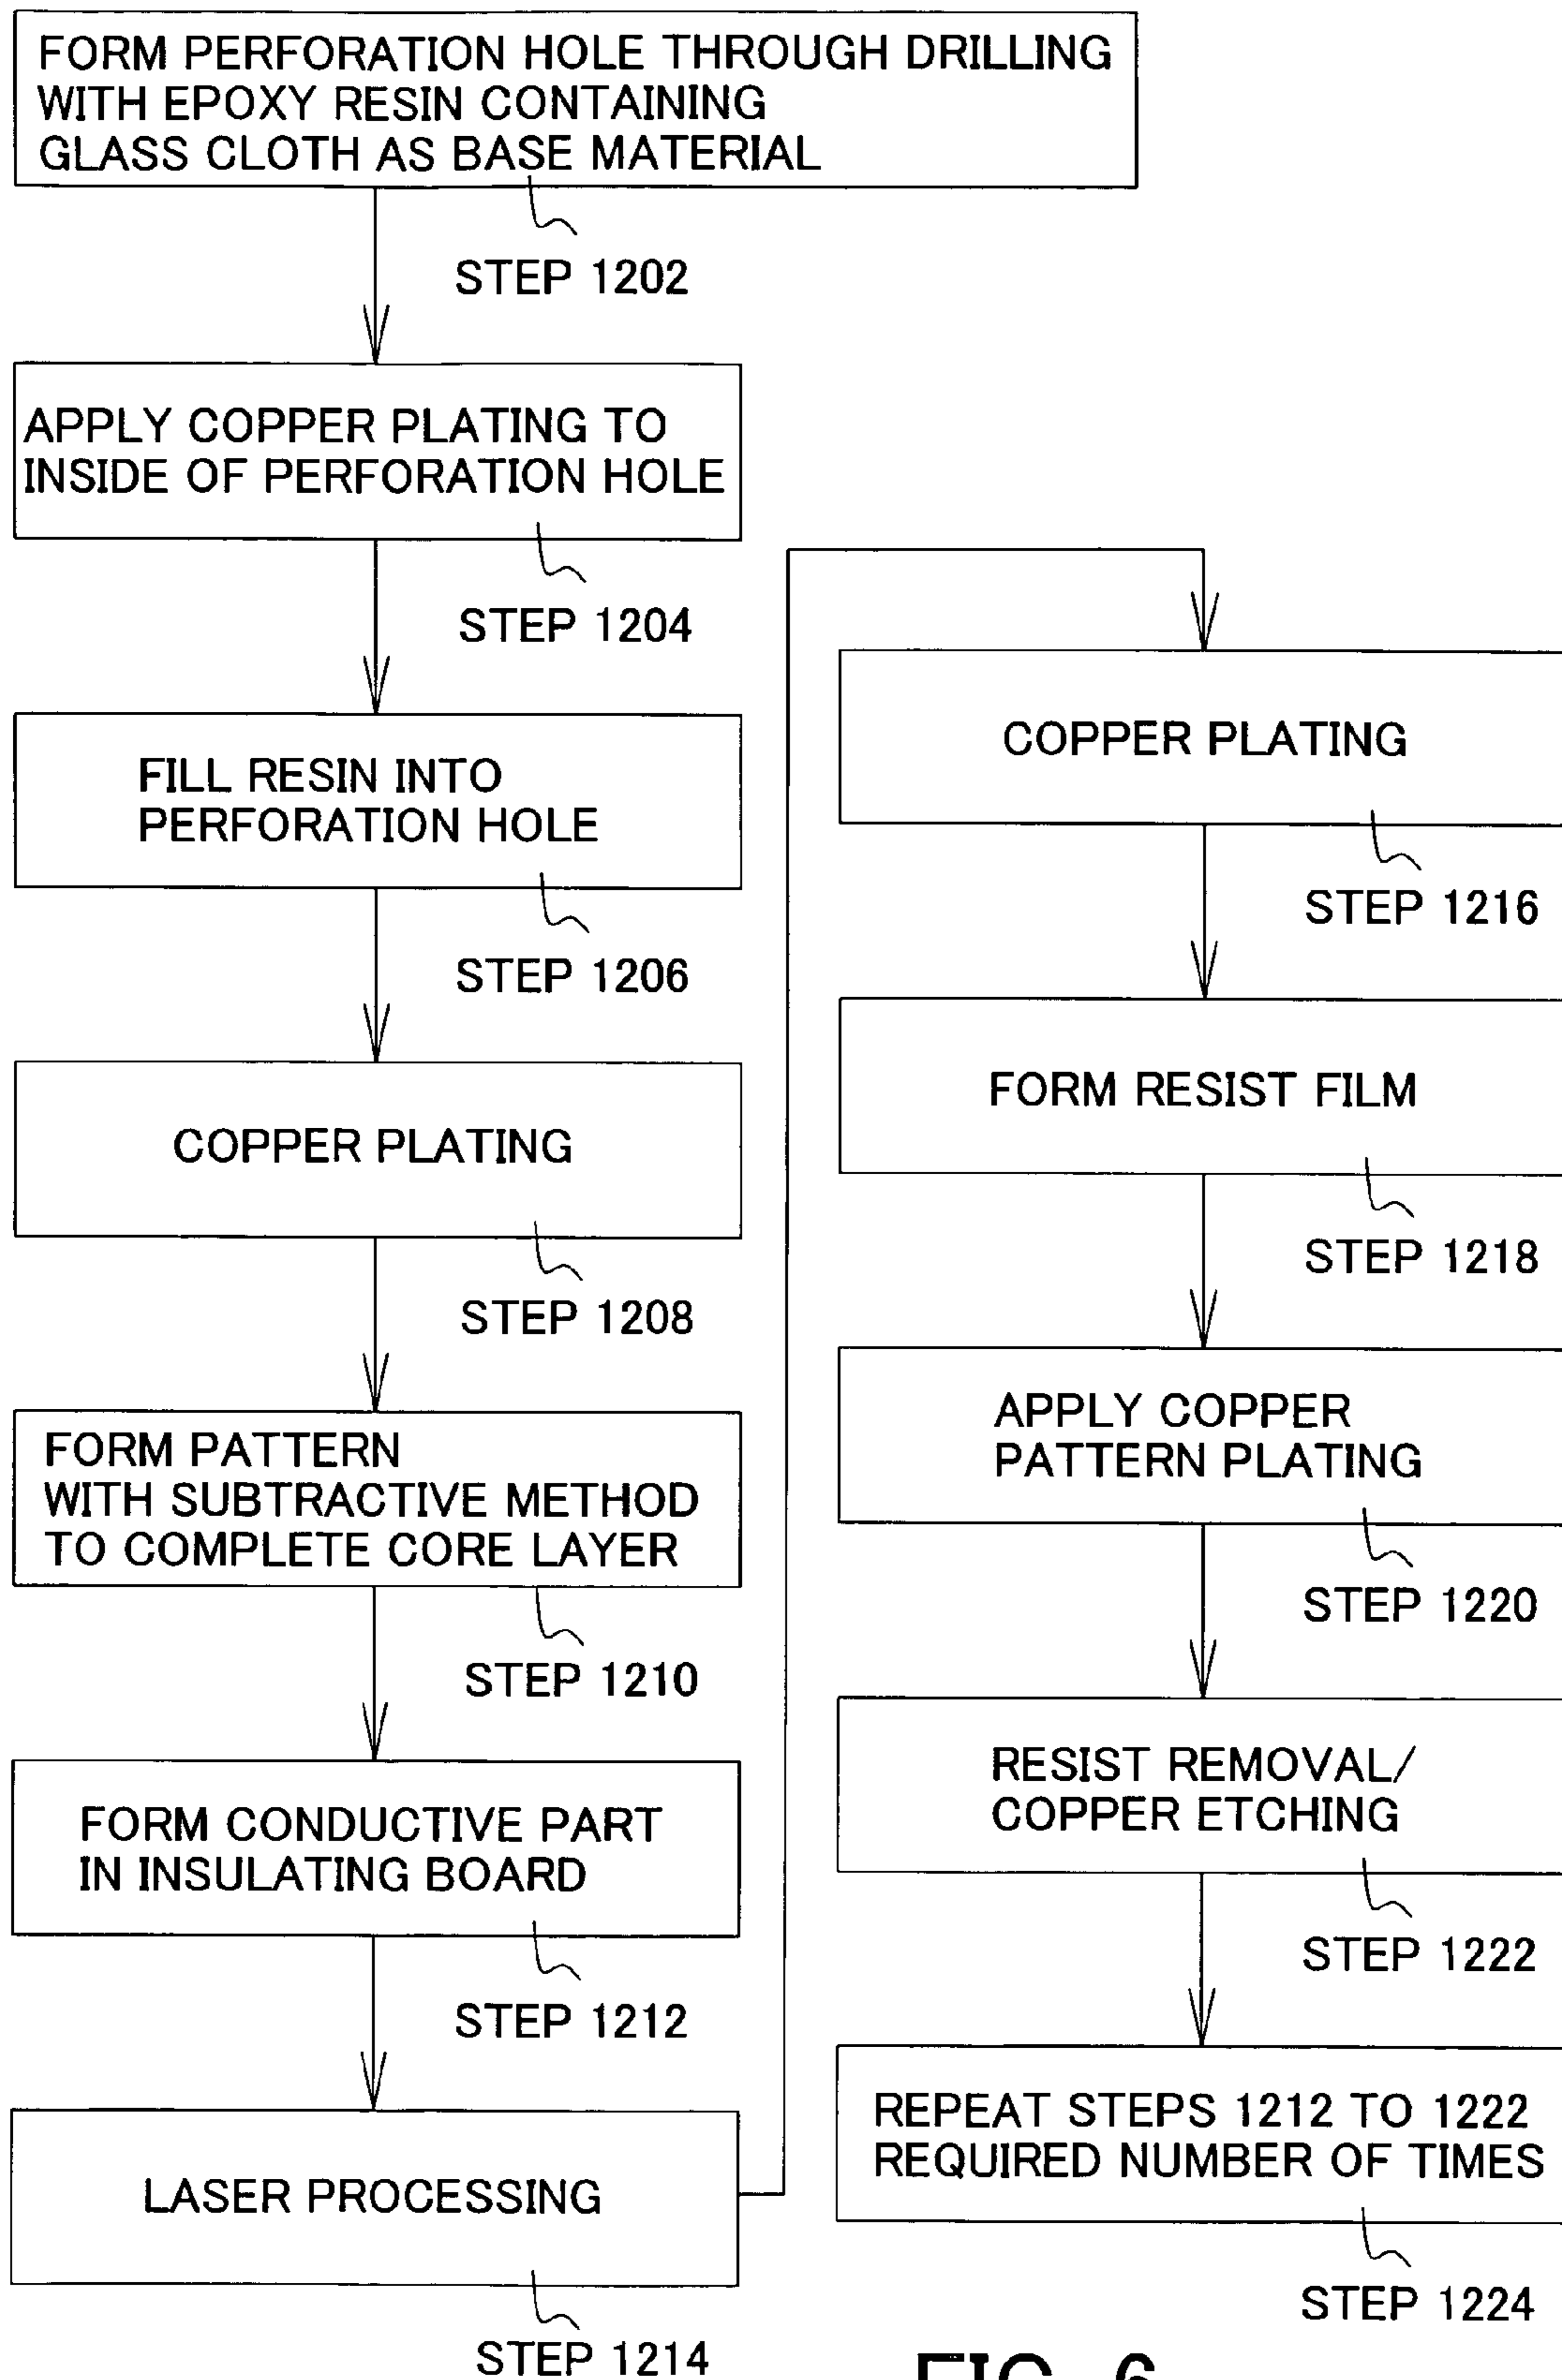 FORM PERFORATION HOLE THROUGH DRILLING
WITH EPOXY RESIN CONTAINING
GLASS CLOTH AS BASE MATERIAL
STEP 1202
APPLY COPPER PLATING TO
INSIDE OF PERFORATION HOLE
STEP 1204
FILL RESIN INTO
PERFORATION HOLE
STEP 1206
COPPER PLATING
STEP 1208
FORM PATTERN
WITH SUBTRACTIVE METHOD
TO COMPLETE CORE LAYER
STEP 1210
FORM CONDUCTIVE PART
IN INSULATING BOARD
STEP 1212
LASER PROCESSING
STEP 1214
COPPER PLATING
STEP 1216
FORM RESIST FILM
STEP 1218
APPLY COPPER
PATTERN PLATING
STEP 1220
RESIST REMOVAL/
COPPER ETCHING
STEP 1222
REPEAT STEPS 1212 TO 1222
REQUIRED NUMBER OF TIMES
STEP 1224
FIG. 6